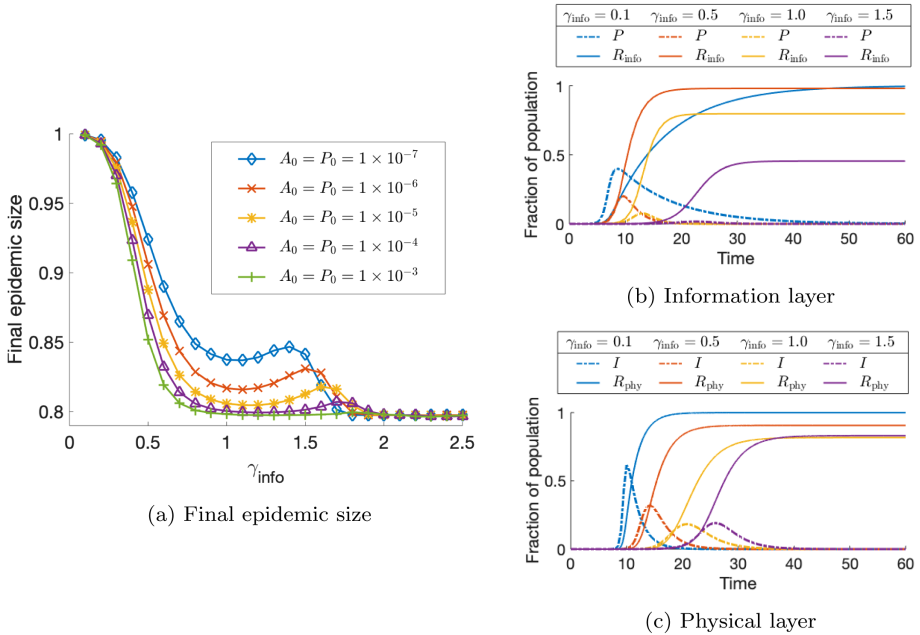 Final epidemic size
1
0.95
0.9
0.85
0.8
0
0.5
1
1.5
2
2.5
γinfo
A0 = P0 = 1 × 10−7
A0 = P0 = 1 × 10−6
A0 = P0 = 1 × 10−5
A0 = P0 = 1 × 10−4
A0 = P0 = 1 × 10−3
(a) Final epidemic size
γinfo = 0.1 γinfo = 0.5 γinfo = 1.0 γinfo = 1.5
P P P P
Rinfo Rinfo Rinfo Rinfo
Fraction of population
1
0.5
0
0 10 20 30 40 50 60
Time
(b) Information layer
γinfo = 0.1 γinfo = 0.5 γinfo = 1.0 γinfo = 1.5
I I I I
Rphy Rphy Rphy Rphy
Fraction of population
1
0.5
0
0 10 20 30 40 50 60
Time
(c) Physical layer